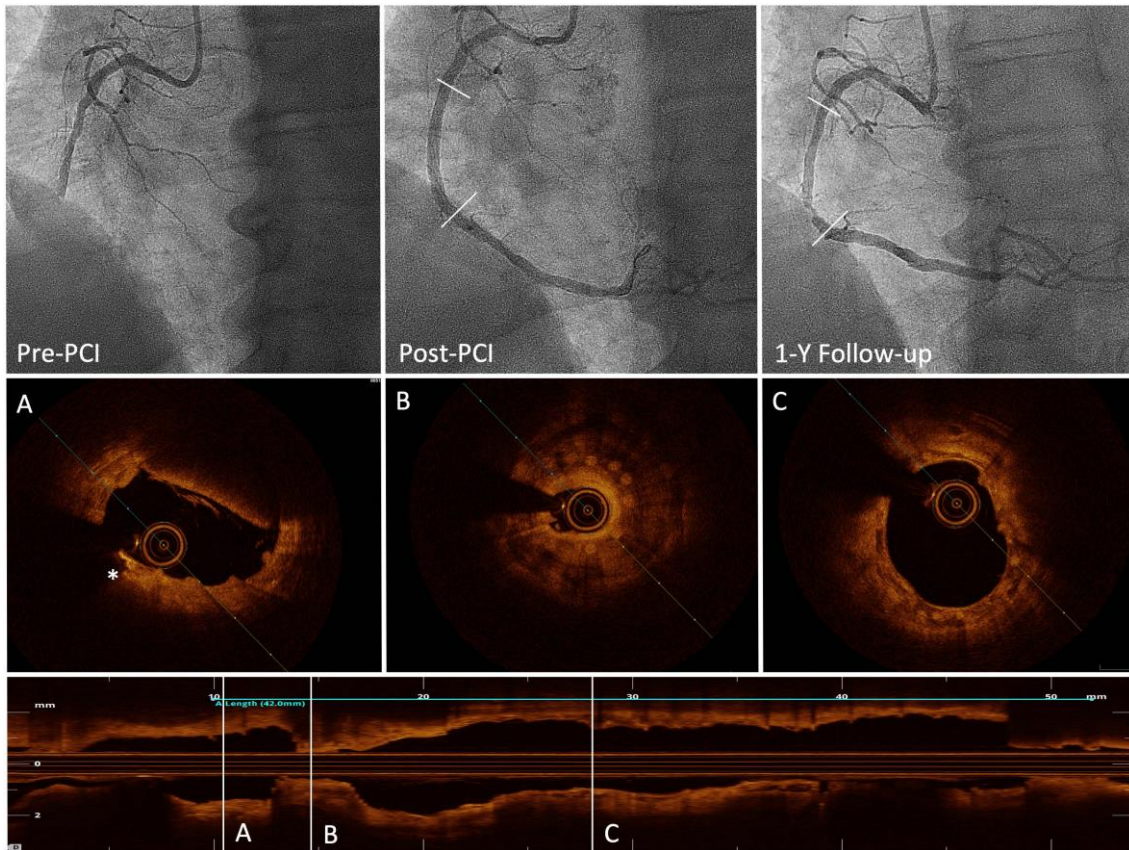 Pre-PCI
Post-PCI
1-Y Follow-up
A
*
B
C
10
20
30
40
50
mm
mm
A Length (42.0mm)
0
2
A
B
C